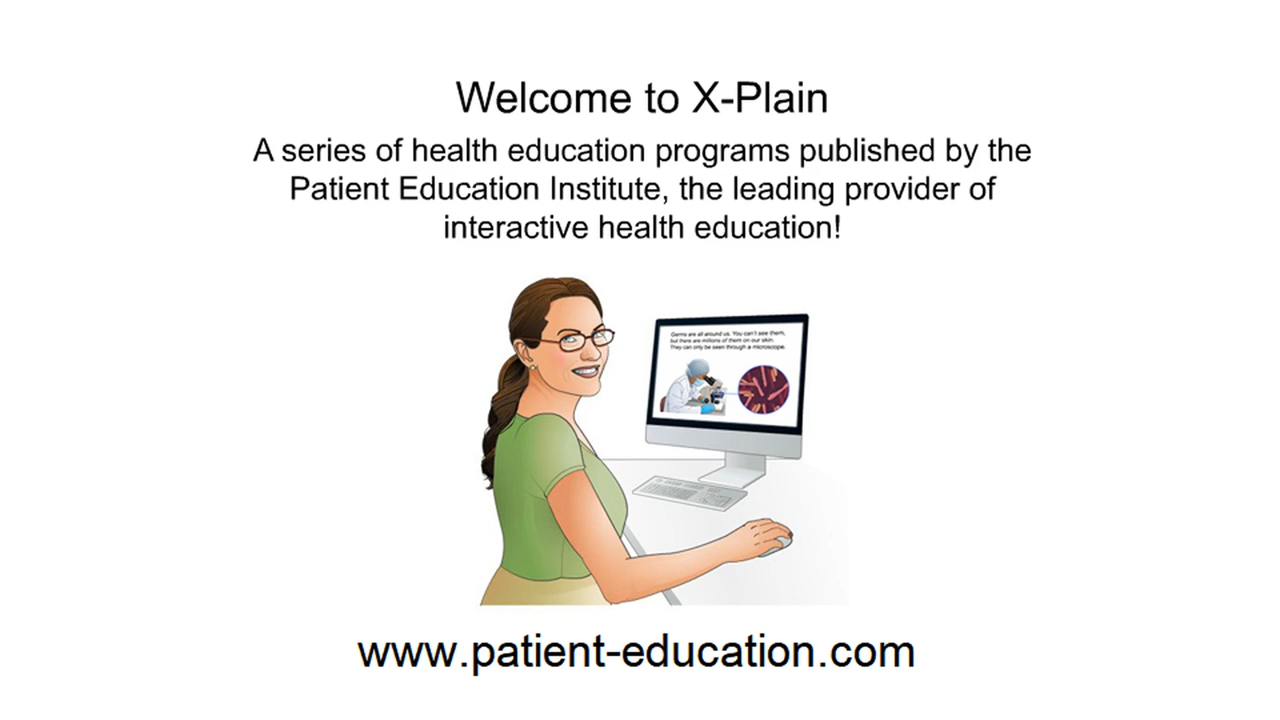 Welcome to X-Plain
A series of health education programs published by the
Patient Education Institute, the leading provider of
interactive health education!
Germs are all around us. You can't see them,
but there are millions of them on our skin.
They can only be seen through a microscope.
www.patient-education.com